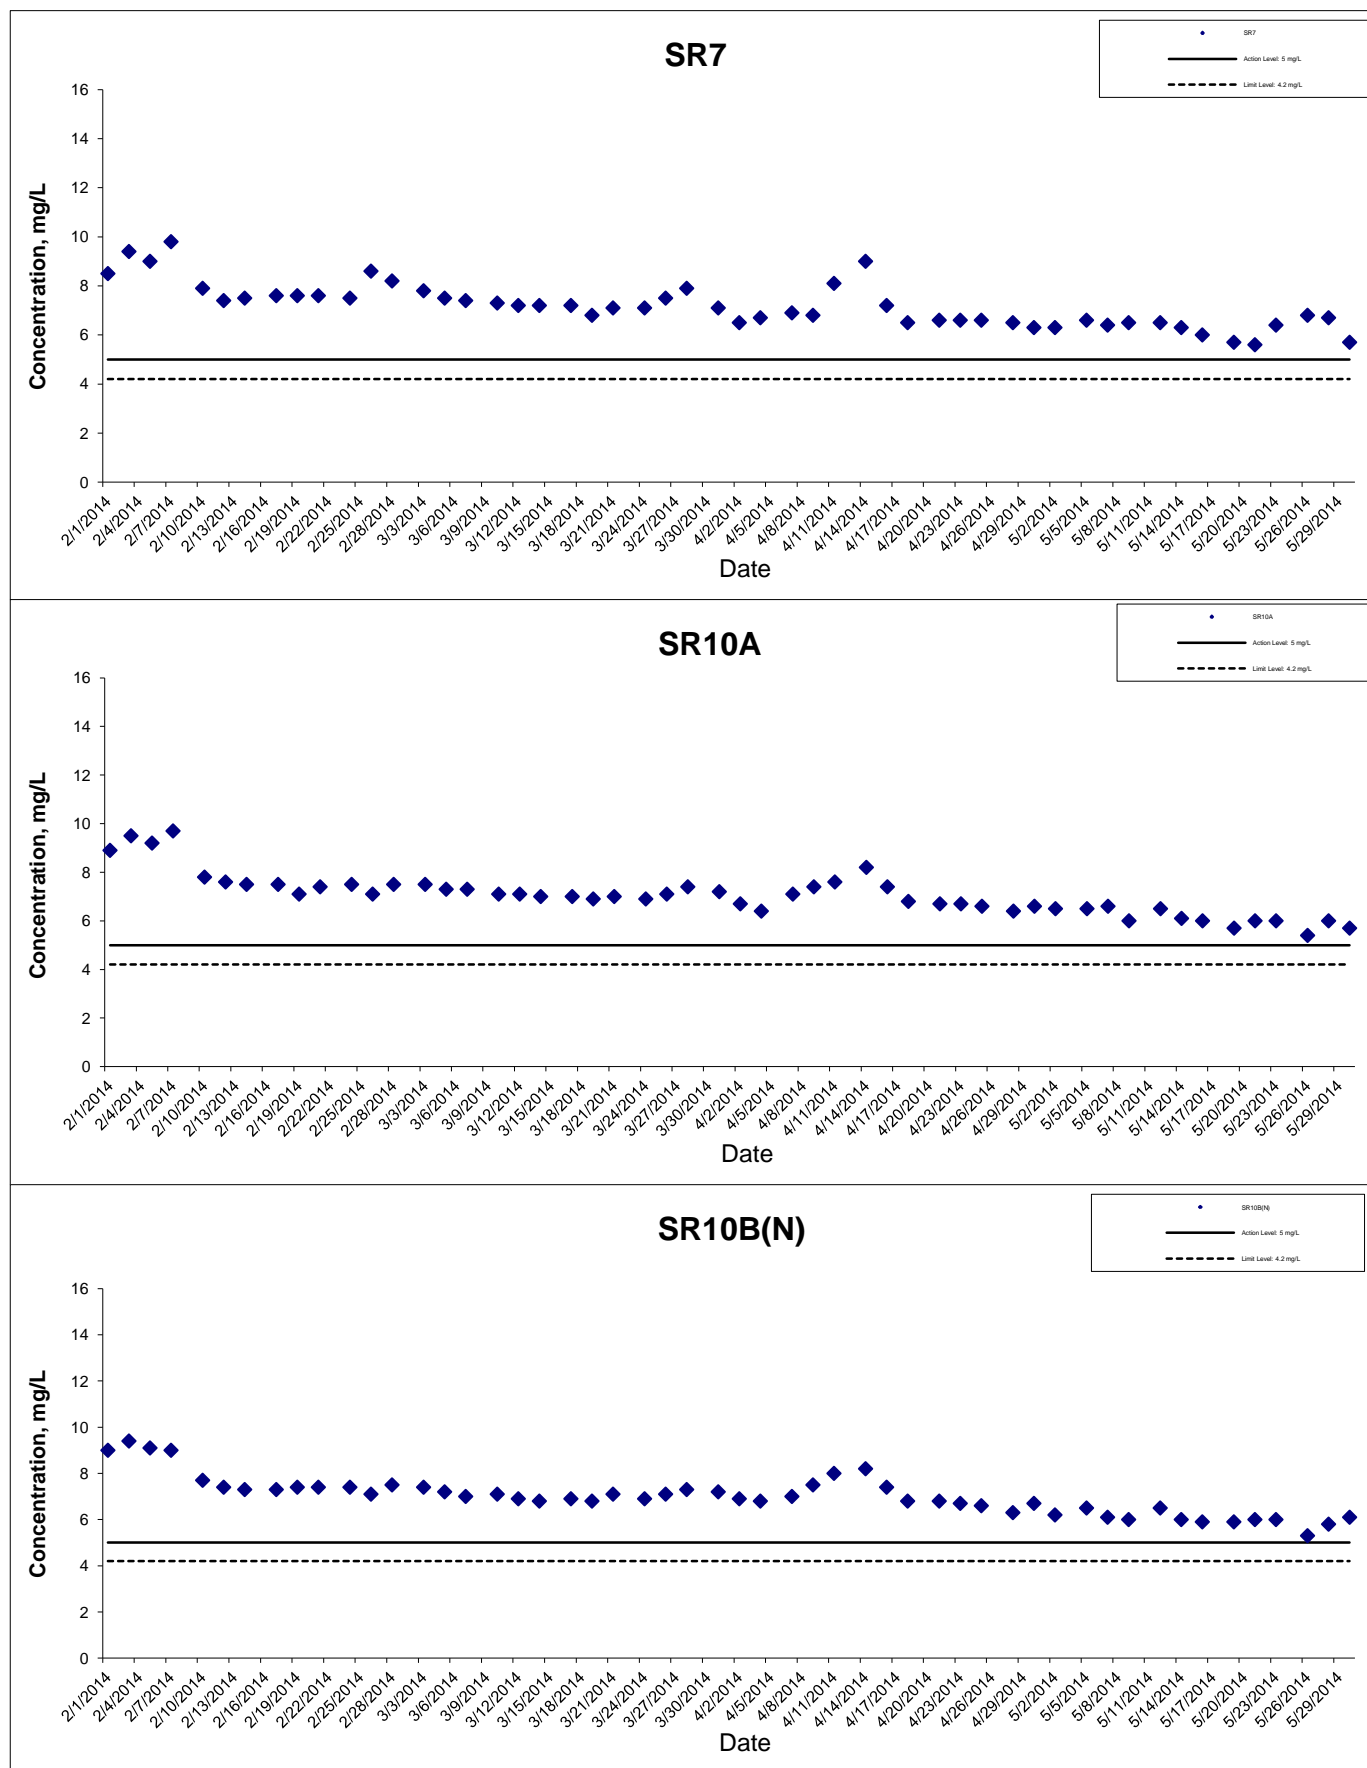 SR7
SR7
Action Level: 5 mg/L
Limit Level: 4.2 mg/L
Concentration, mg/L
16
14
12
10
8
6
4
2
0
2/1/2014 2/4/2014 2/7/2014 2/10/2014 2/13/2014 2/16/2014 2/19/2014 2/22/2014 2/25/2014 2/28/2014 3/3/2014 3/6/2014 3/9/2014 3/12/2014 3/15/2014 3/18/2014 3/21/2014 3/24/2014 3/27/2014 3/30/2014 4/2/2014 4/5/2014 4/8/2014 4/11/2014 4/14/2014 4/17/2014 4/20/2014 4/23/2014 4/26/2014 4/29/2014 5/2/2014 5/5/2014 5/8/2014 5/11/2014 5/14/2014 5/17/2014 5/20/2014 5/23/2014 5/26/2014 5/29/2014
Date
SR10A
SR10A
Action Level: 5 mg/L
Limit Level: 4.2 mg/L
Concentration, mg/L
16
14
12
10
8
6
4
2
0
2/1/2014 2/4/2014 2/7/2014 2/10/2014 2/13/2014 2/16/2014 2/19/2014 2/22/2014 2/25/2014 2/28/2014 3/3/2014 3/6/2014 3/9/2014 3/12/2014 3/15/2014 3/18/2014 3/21/2014 3/24/2014 3/27/2014 3/30/2014 4/2/2014 4/5/2014 4/8/2014 4/11/2014 4/14/2014 4/17/2014 4/20/2014 4/23/2014 4/26/2014 4/29/2014 5/2/2014 5/5/2014 5/8/2014 5/11/2014 5/14/2014 5/17/2014 5/20/2014 5/23/2014 5/26/2014 5/29/2014
Date
SR10B(N)
SR10B(N)
Action Level: 5 mg/L
Limit Level: 4.2 mg/L
Concentration, mg/L
16
14
12
10
8
6
4
2
0
2/1/2014 2/4/2014 2/7/2014 2/10/2014 2/13/2014 2/16/2014 2/19/2014 2/22/2014 2/25/2014 2/28/2014 3/3/2014 3/6/2014 3/9/2014 3/12/2014 3/15/2014 3/18/2014 3/21/2014 3/24/2014 3/27/2014 3/30/2014 4/2/2014 4/5/2014 4/8/2014 4/11/2014 4/14/2014 4/17/2014 4/20/2014 4/23/2014 4/26/2014 4/29/2014 5/2/2014 5/5/2014 5/8/2014 5/11/2014 5/14/2014 5/17/2014 5/20/2014 5/23/2014 5/26/2014 5/29/2014
Date